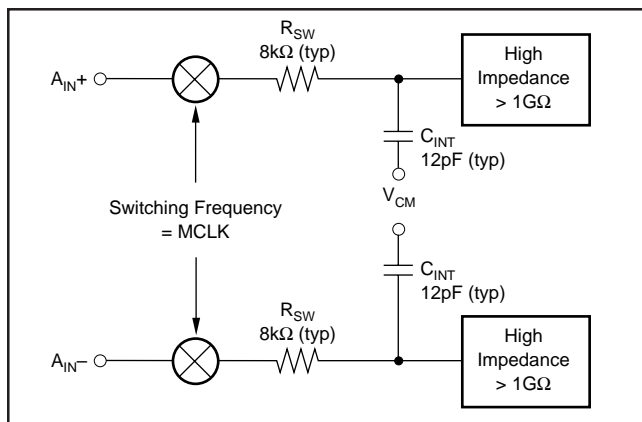 R_SW
8kΩ (typ)
A_IN+
High
Impedance
> 1GΩ
C_INT
12pF (typ)
V_CM
Switching Frequency
= MCLK
C_INT
12pF (typ)
R_SW
8kΩ (typ)
A_IN–
High
Impedance
> 1GΩ